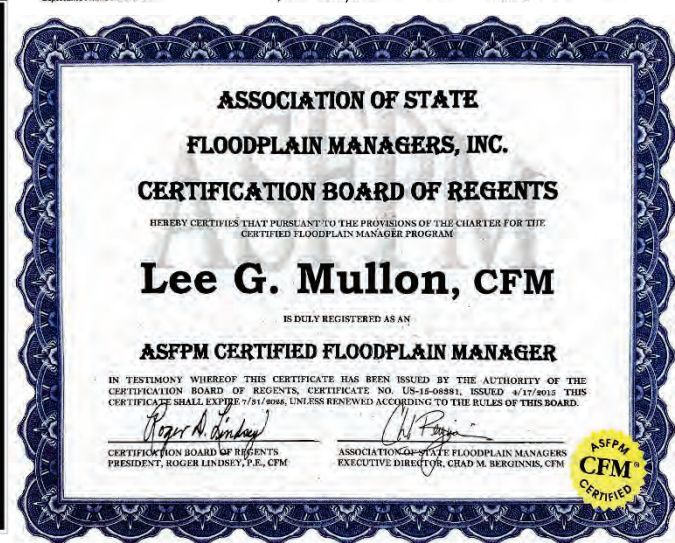 ASSOCIATION OF STATE
FLOODPLAIN MANAGERS, INC.
CERTIFICATION BOARD OF REGENTS
HEREBY CERTIFIES THAT PURSUANT TO THE PROVISIONS OF THE CHARTER FOR THE
CERTIFIED FLOODPLAIN MANAGER PROGRAM
Lee G. Mullon, CFM
IS DULY REGISTERED AS AN
ASFPM CERTIFIED FLOODPLAIN MANAGER
IN TESTIMONY WHEREOF THIS CERTIFICATE HAS BEEN ISSUED BY THE AUTHORITY OF THE
CERTIFICATION BOARD OF REGENTS, CERTIFICATE NO. US-15-08381, ISSUED 4/17/2015 THIS
CERTIFICATE SHALL EXPIRE UNLESS RENEWED ACCORDING TO THE RULES OF THIS BOARD.
Roger D. Lindsey
CERTIFICATION BOARD OF REGENTS
PRESIDENT, ROGER LINDSEY, P.E., CFM
ASSOCIATION OF STATE FLOODPLAIN MANAGERS
EXECUTIVE DIRECTOR, CHAD M. BERGINNIS, CFM
ASFPM
CFM®
CERTIFIED